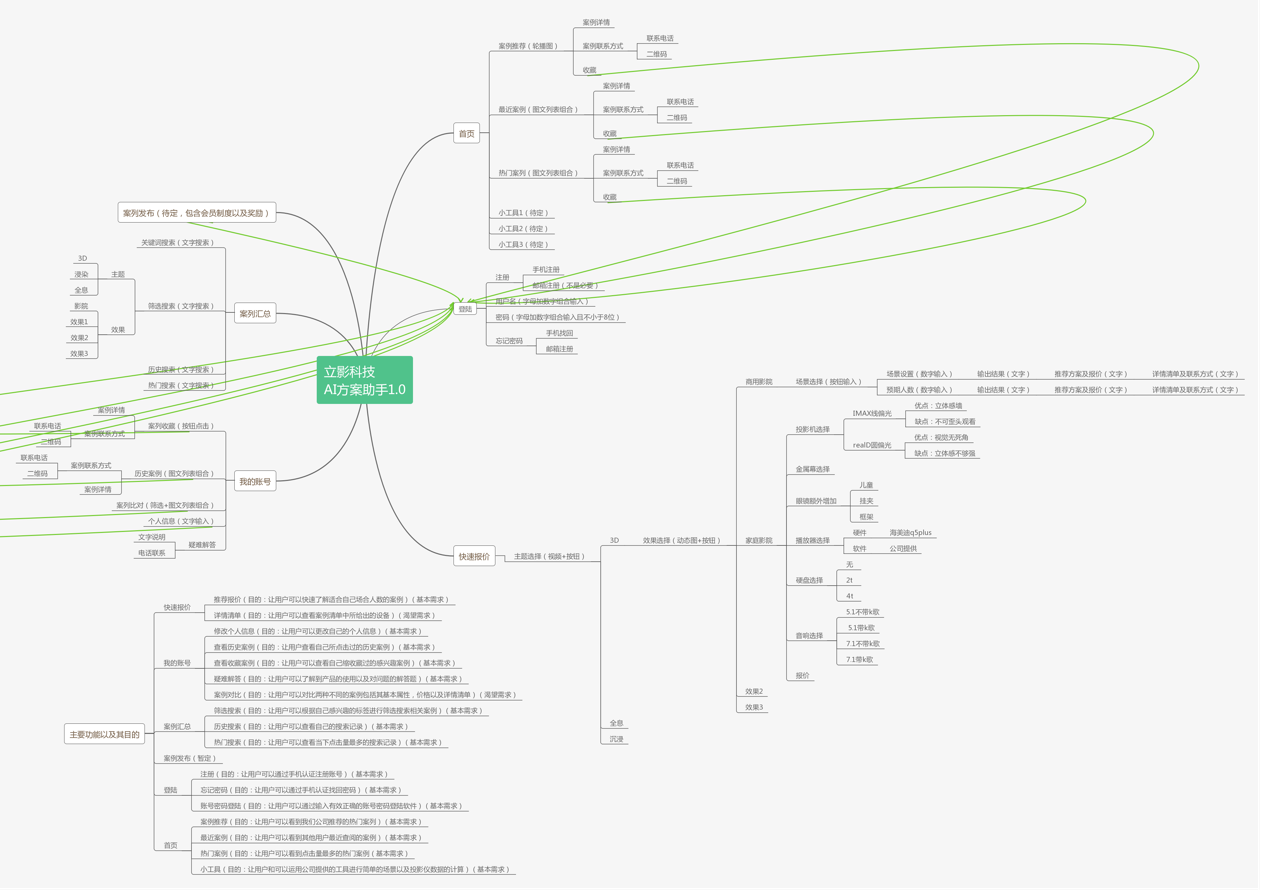 立影科技
AI方案助手1.0
首页
案例推荐（轮播图）
案例详情
案例联系方式
联系电话
二维码
收藏
最近案例（图文列表组合）
案例详情
案例联系方式
联系电话
二维码
收藏
热门案列（图文列表组合）
案例详情
案例联系方式
联系电话
二维码
收藏
小工具1（待定）
小工具2（待定）
小工具3（待定）
登陆
注册
手机注册
邮箱注册（不是必要）
用户名（字母加数字组合输入）
密码（字母加数字组合输入且不小于8位）
忘记密码
手机找回
邮箱注册
快速报价
主题选择（视频+按钮）
3D
效果选择（动态图+按钮）
商用影院
场景选择（按钮输入）
场景设置（数字输入）
输出结果（文字）
推荐方案及报价（文字）
详情清单及联系方式（文字）
预期人数（数字输入）
输出结果（文字）
推荐方案及报价（文字）
详情清单及联系方式（文字）
家庭影院
投影机选择
IMAX线偏光
优点：立体感墙
缺点：不可歪头观看
realD圆偏光
优点：视觉无死角
缺点：立体感不够强
金属幕选择
眼镜额外增加
儿童
挂夹
框架
播放器选择
硬件
海美迪q5plus
软件
公司提供
硬盘选择
无
2t
4t
音响选择
5.1不带k歌
5.1带k歌
7.1不带k歌
7.1带k歌
报价
效果2
效果3
全息
沉浸
案列发布（待定，包含会员制度以及奖励）
案列汇总
关键词搜索（文字搜索）
筛选搜索（文字搜索）
主题
3D
浸染
全息
效果
影院
效果1
效果2
效果3
历史搜索（文字搜索）
热门搜索（文字搜索）
我的账号
案列收藏（按钮点击）
案例详情
案例联系方式
联系电话
二维码
历史案例（图文列表组合）
案例联系方式
联系电话
二维码
案例详情
案列比对（筛选+图文列表组合）
个人信息（文字输入）
疑难解答
文字说明
电话联系
主要功能以及其目的
快速报价
推荐报价（目的：让用户可以快速了解适合自己场合人数的案例）（基本需求）
详情清单（目的：让用户可以查看案例清单中所给出的设备）（渴望需求）
我的账号
修改个人信息（目的：让用户可以更改自己的个人信息）（基本需求）
查看历史案例（目的：让用户查看自己所点击过的历史案例）（基本需求）
查看收藏案例（目的：让用户可以查看自己缩收藏过的感兴趣案例）（基本需求）
疑难解答（目的：让用户可以了解到产品的使用以及对问题的解答题）（基本需求）
案例对比（目的：让用户可以对比两种不同的案例包括其基本属性，价格以及详情清单）（渴望需求）
案例汇总
筛选搜索（目的：让用户可以根据自己感兴趣的标签进行筛选搜索相关案例）（基本需求）
历史搜索（目的：让用户可以查看自己的搜索记录）（基本需求）
热门搜索（目的：让用户可以查看当下点击量最多的搜索记录）（基本需求）
案例发布（暂定）
登陆
注册（目的：让用户可以通过手机认证注册账号）（基本需求）
忘记密码（目的：让用户可以通过手机认证找回密码）（基本需求）
账号密码登陆（目的：让用户可以通过输入有效正确的账号密码登陆软件）（基本需求）
首页
案例推荐（目的：让用户可以看到我们公司推荐的热门案列）（基本需求）
最近案例（目的：让用户可以看到其他用户最近查阅的案例）（基本需求）
热门案例（目的：让用户可以看到点击量最多的热门案例（基本需求）
小工具（目的：让用户和可以运用公司提供的工具进行简单的场景以及投影仪数据的计算）（基本需求）